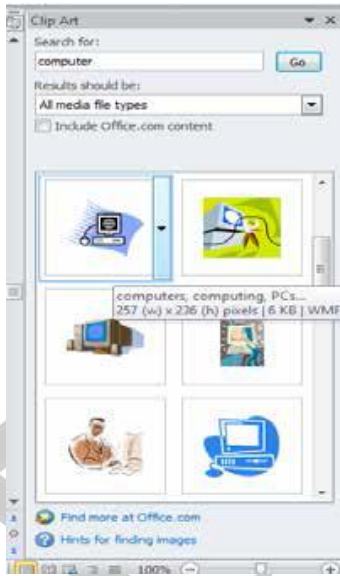 Clip Art
Search for:
computer
Go
Results should be:
All media file types
Include Office.com content
computers, computing, PCs...
257 (w) x 236 (h) pixels | 6 KB | WMF
Find more at Office.com
Hints for finding images
100%